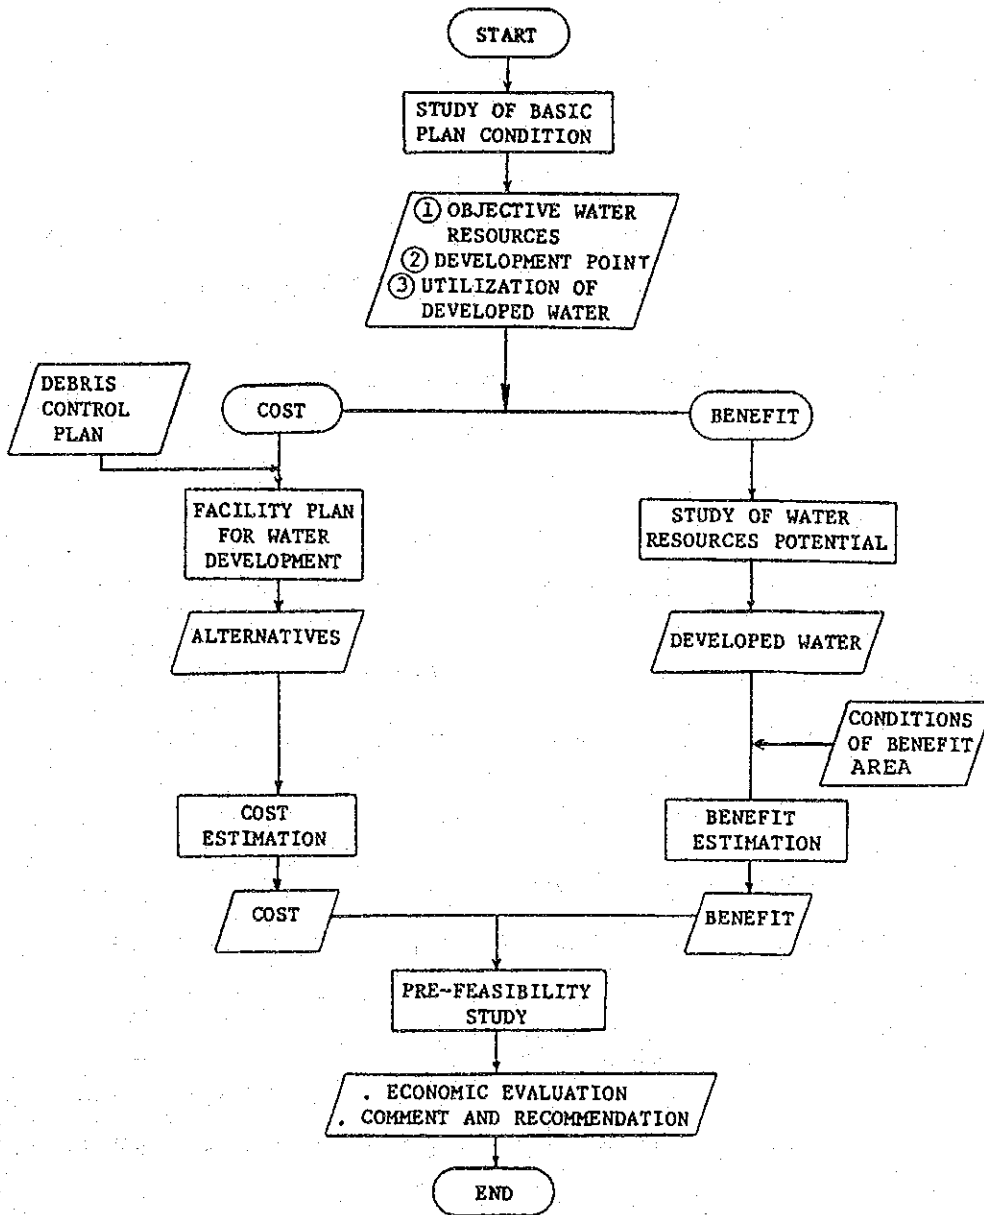 START
STUDY OF BASIC
PLAN CONDITION
① OBJECTIVE WATER
RESOURCES
② DEVELOPMENT POINT
③ UTILIZATION OF
DEVELOPED WATER
DEBRIS
CONTROL
PLAN
COST
BENEFIT
FACILITY PLAN
FOR WATER
DEVELOPMENT
STUDY OF WATER
RESOURCES POTENTIAL
ALTERNATIVES
DEVELOPED WATER
CONDITIONS
OF BENEFIT
AREA
COST
ESTIMATION
BENEFIT
ESTIMATION
COST
BENEFIT
PRE-FEASIBILITY
STUDY
. ECONOMIC EVALUATION
. COMMENT AND RECOMMENDATION
END